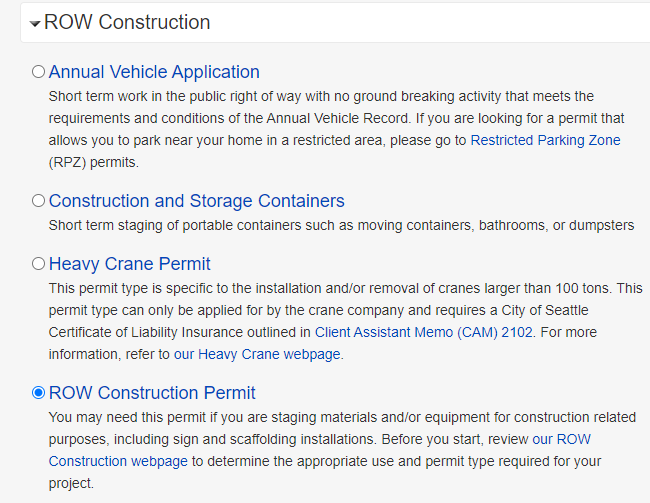 ROW Construction
Annual Vehicle Application
Short term work in the public right of way with no ground breaking activity that meets the
requirements and conditions of the Annual Vehicle Record. If you are looking for a permit that
allows you to park near your home in a restricted area, please go to Restricted Parking Zone
(RPZ) permits.
Construction and Storage Containers
Short term staging of portable containers such as moving containers, bathrooms, or dumpsters
Heavy Crane Permit
This permit type is specific to the installation and/or removal of cranes larger than 100 tons. This
permit type can only be applied for by the crane company and requires a City of Seattle
Certificate of Liability Insurance outlined in Client Assistant Memo (CAM) 2102. For more
information, refer to our Heavy Crane webpage.
ROW Construction Permit
You may need this permit if you are staging materials and/or equipment for construction related
purposes, including sign and scaffolding installations. Before you start, review our ROW
Construction webpage to determine the appropriate use and permit type required for your
project.